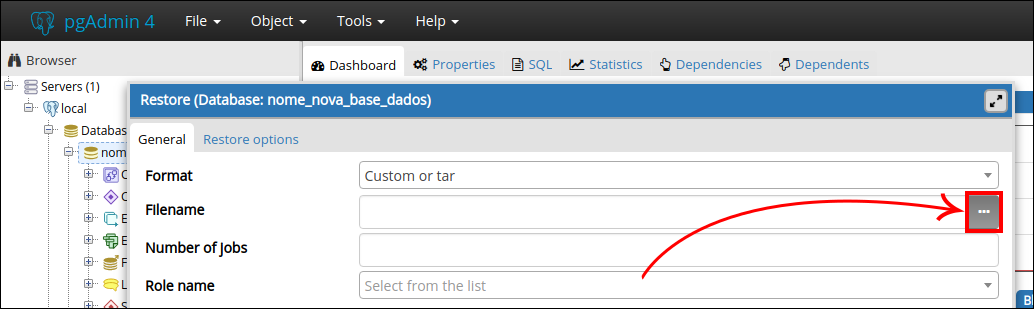 pgAdmin 4 File Object Tools Help
Browser Dashboard Properties SQL Statistics Dependencies Dependents
Servers (1)
local
Databas
nom
Restore (Database: nome_nova_base_dados)
General Restore options
Format Custom or tar
Filename ...
Number of jobs
Role name Select from the list
C
C
E
E
F
L
S
Bl